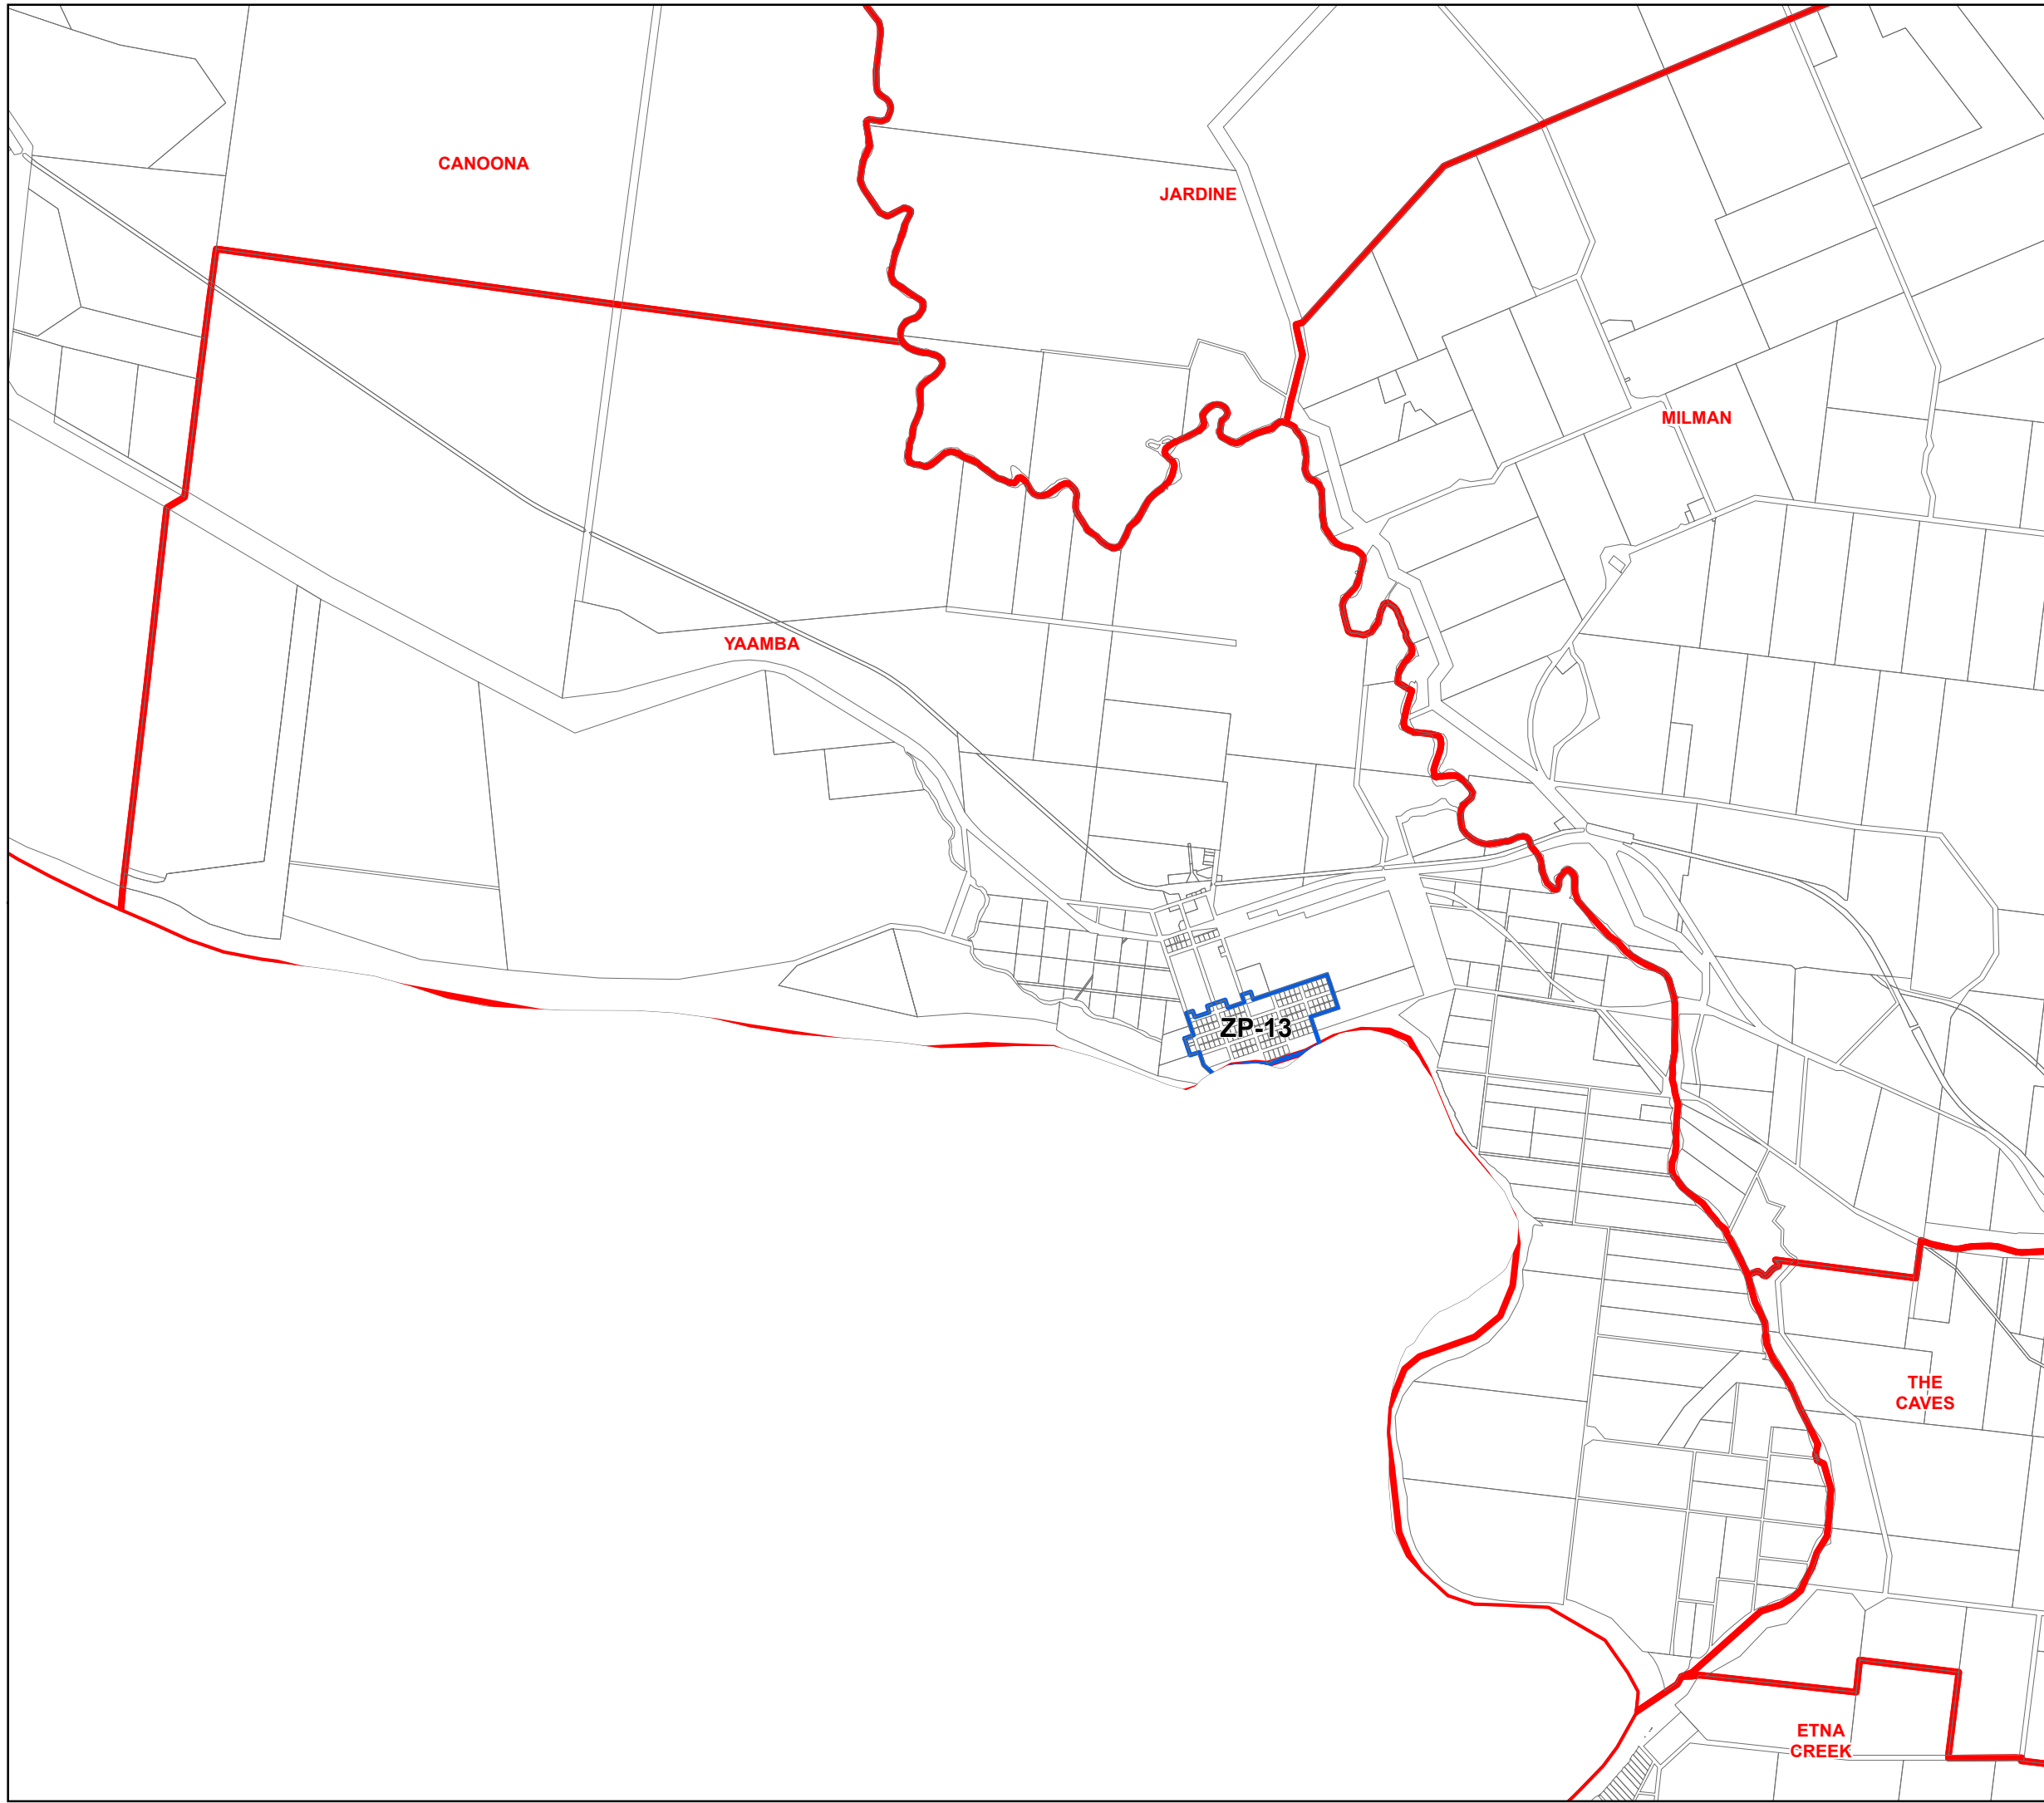 CANOONA
JARDINE
MILMAN
YAAMBA
ZP-13
THE
CAVES
ETNA
CREEK